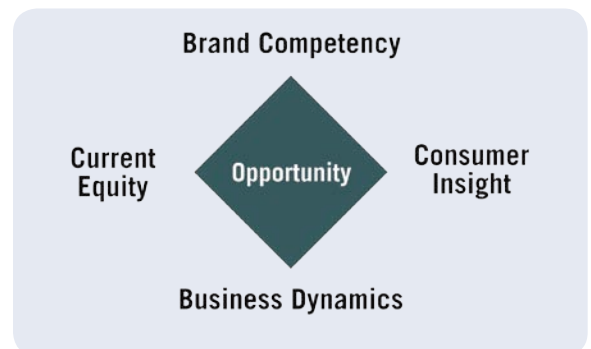 Brand Competency
Current
Equity
Opportunity
Consumer
Insight
Business Dynamics